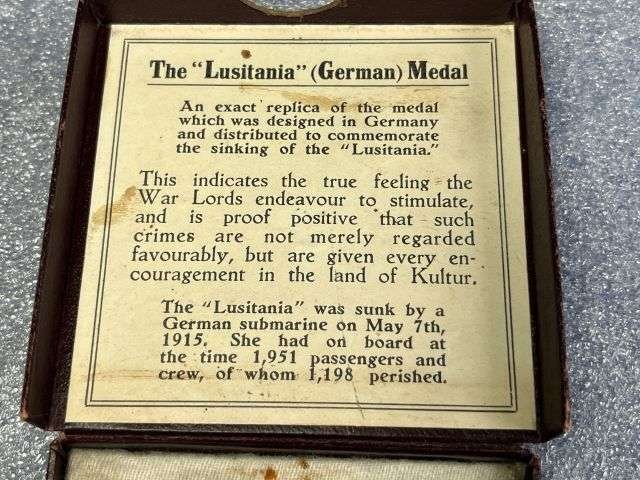 The "Lusitania" (German) Medal
An exact replica of the medal
which was designed in Germany
and distributed to commemorate
the sinking of the "Lusitania."
This indicates the true feeling the
War Lords endeavour to stimulate,
and is proof positive that such
crimes are not merely regarded
favourably, but are given every en-
couragement in the land of Kultur.
The "Lusitania" was sunk by a
German submarine on May 7th,
1915. She had on board at
the time 1,951 passengers and
crew, of whom 1,198 perished.